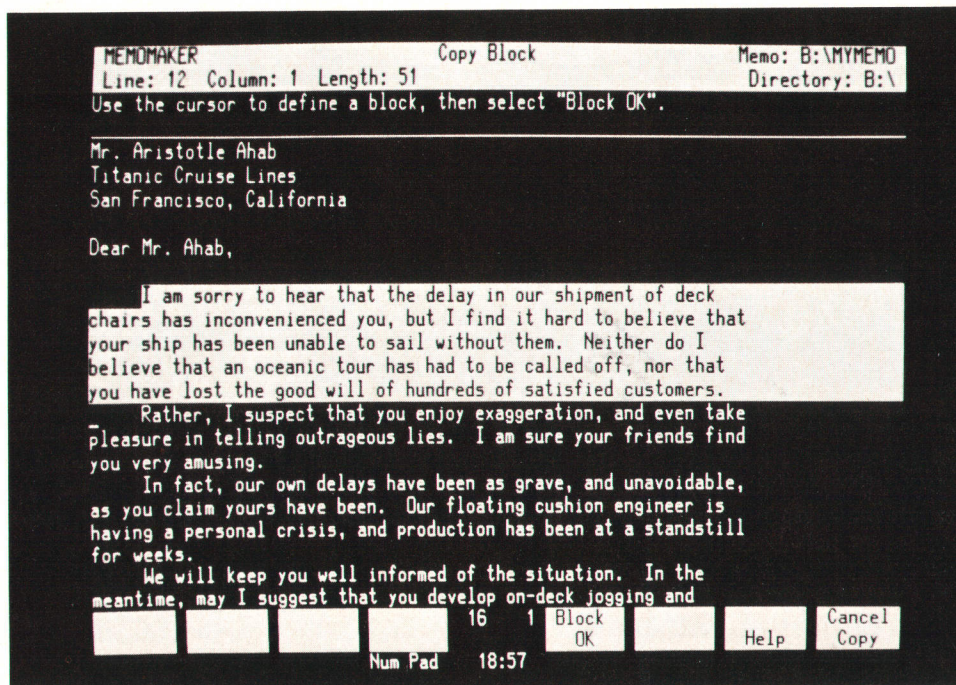 MEMOMAKER Copy Block Memo: B:\MYMEMO
Line: 12 Column: 1 Length: 51 Directory: B:\
Use the cursor to define a block, then select "Block OK".
Mr. Aristotle Ahab
Titanic Cruise Lines
San Francisco, California
Dear Mr. Ahab,
I am sorry to hear that the delay in our shipment of deck
chairs has inconvenienced you, but I find it hard to believe that
your ship has been unable to sail without them. Neither do I
believe that an oceanic tour has had to be called off, nor that
you have lost the good will of hundreds of satisfied customers.
Rather, I suspect that you enjoy exaggeration, and even take
pleasure in telling outrageous lies. I am sure your friends find
you very amusing.
In fact, our own delays have been as grave, and unavoidable,
as you claim yours have been. Our floating cushion engineer is
having a personal crisis, and production has been at a standstill
for weeks.
We will keep you well informed of the situation. In the
meantime, may I suggest that you develop on-deck jogging and
16 1 Block Cancel
OK Help Copy
Num Pad 18:57